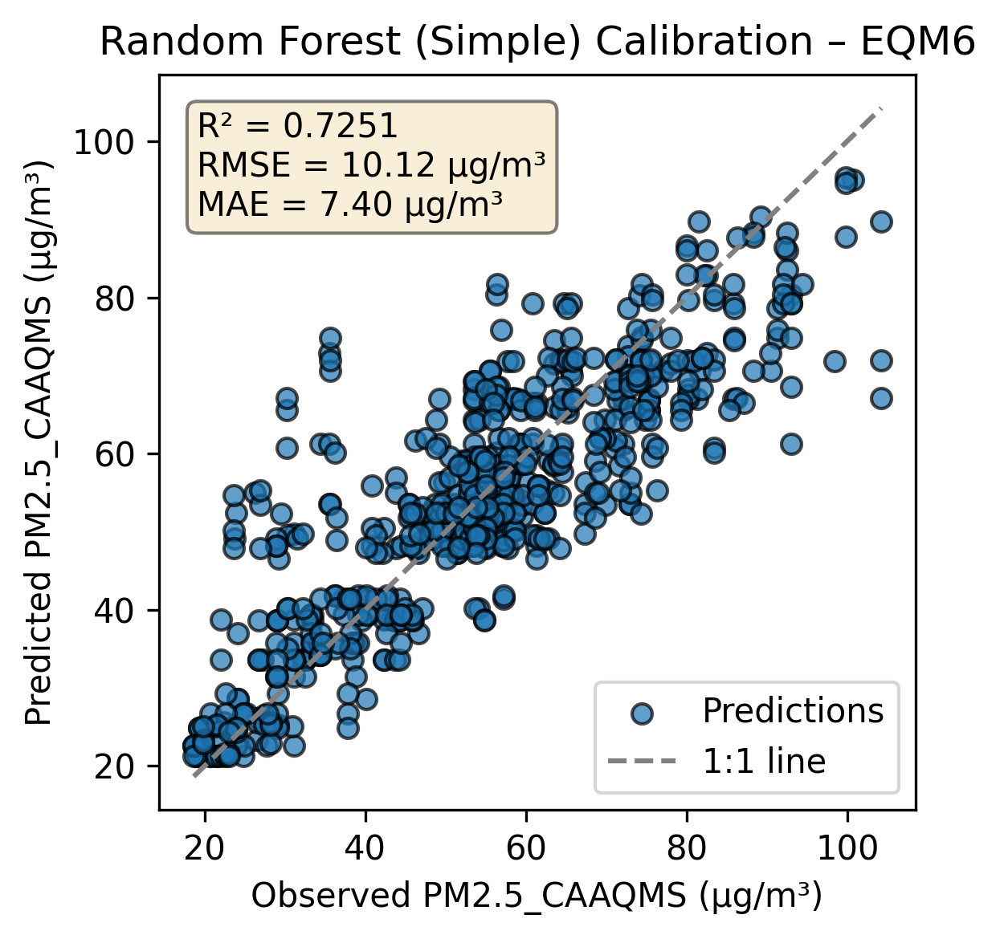 Random Forest (Simple) Calibration – EQM6
R² = 0.7251
RMSE = 10.12 µg/m³
MAE = 7.40 µg/m³
Predicted PM2.5_CAAQMS (µg/m³)
100
80
60
40
20
Predictions
1:1 line
20 40 60 80 100
Observed PM2.5_CAAQMS (µg/m³)